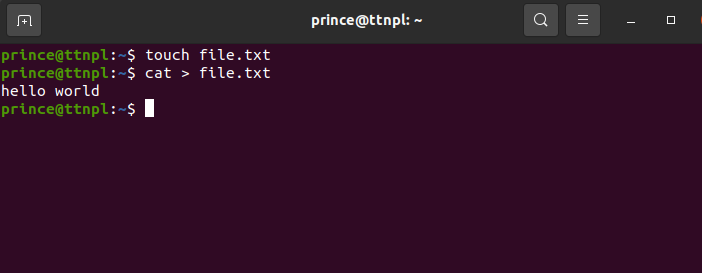 prince@ttnpl: ~
prince@ttnpl:~$ touch file.txt
prince@ttnpl:~$ cat > file.txt
hello world
prince@ttnpl:~$